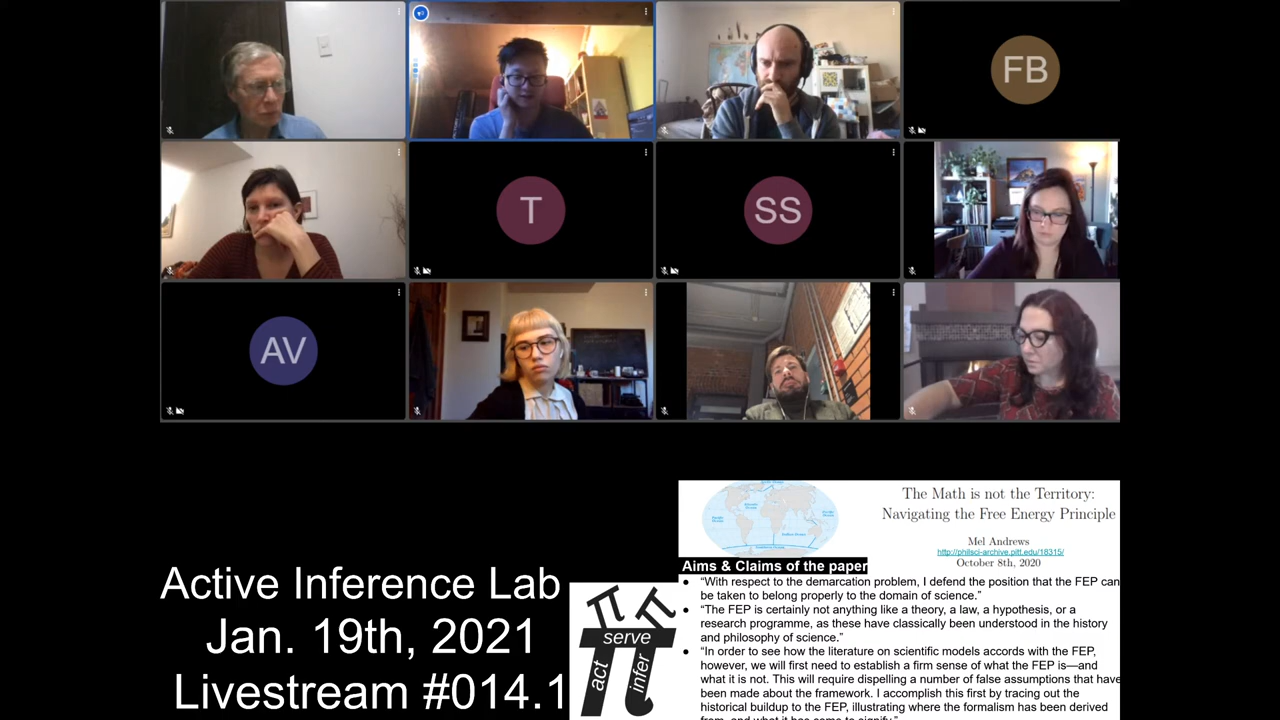 FB
T
SS
AV
The Math is not the Territory:
Navigating the Free Energy Principle
Mel Andrews
http://philsci-archive.pitt.edu/18315/
October 8th, 2020
Aims & Claims of the paper
● "With respect to the demarcation problem, I defend the position that the FEP can
be taken to belong properly to the domain of science."
● "The FEP is certainly not anything like a theory, a law, a hypothesis, or a
research programme, as these have classically been understood in the history
and philosophy of science."
● "In order to see how the literature on scientific models accords with the FEP,
however, we will first need to establish a firm sense of what the FEP is—and
what it is not. This will require dispelling a number of false assumptions that have
been made about the framework. I accomplish this first by tracing out the
historical buildup to the FEP, illustrating where the formalism has been derived
from, and what it has come to signify."
Active Inference Lab
Jan. 19th, 2021
Livestream #014.1
serve
act
infer